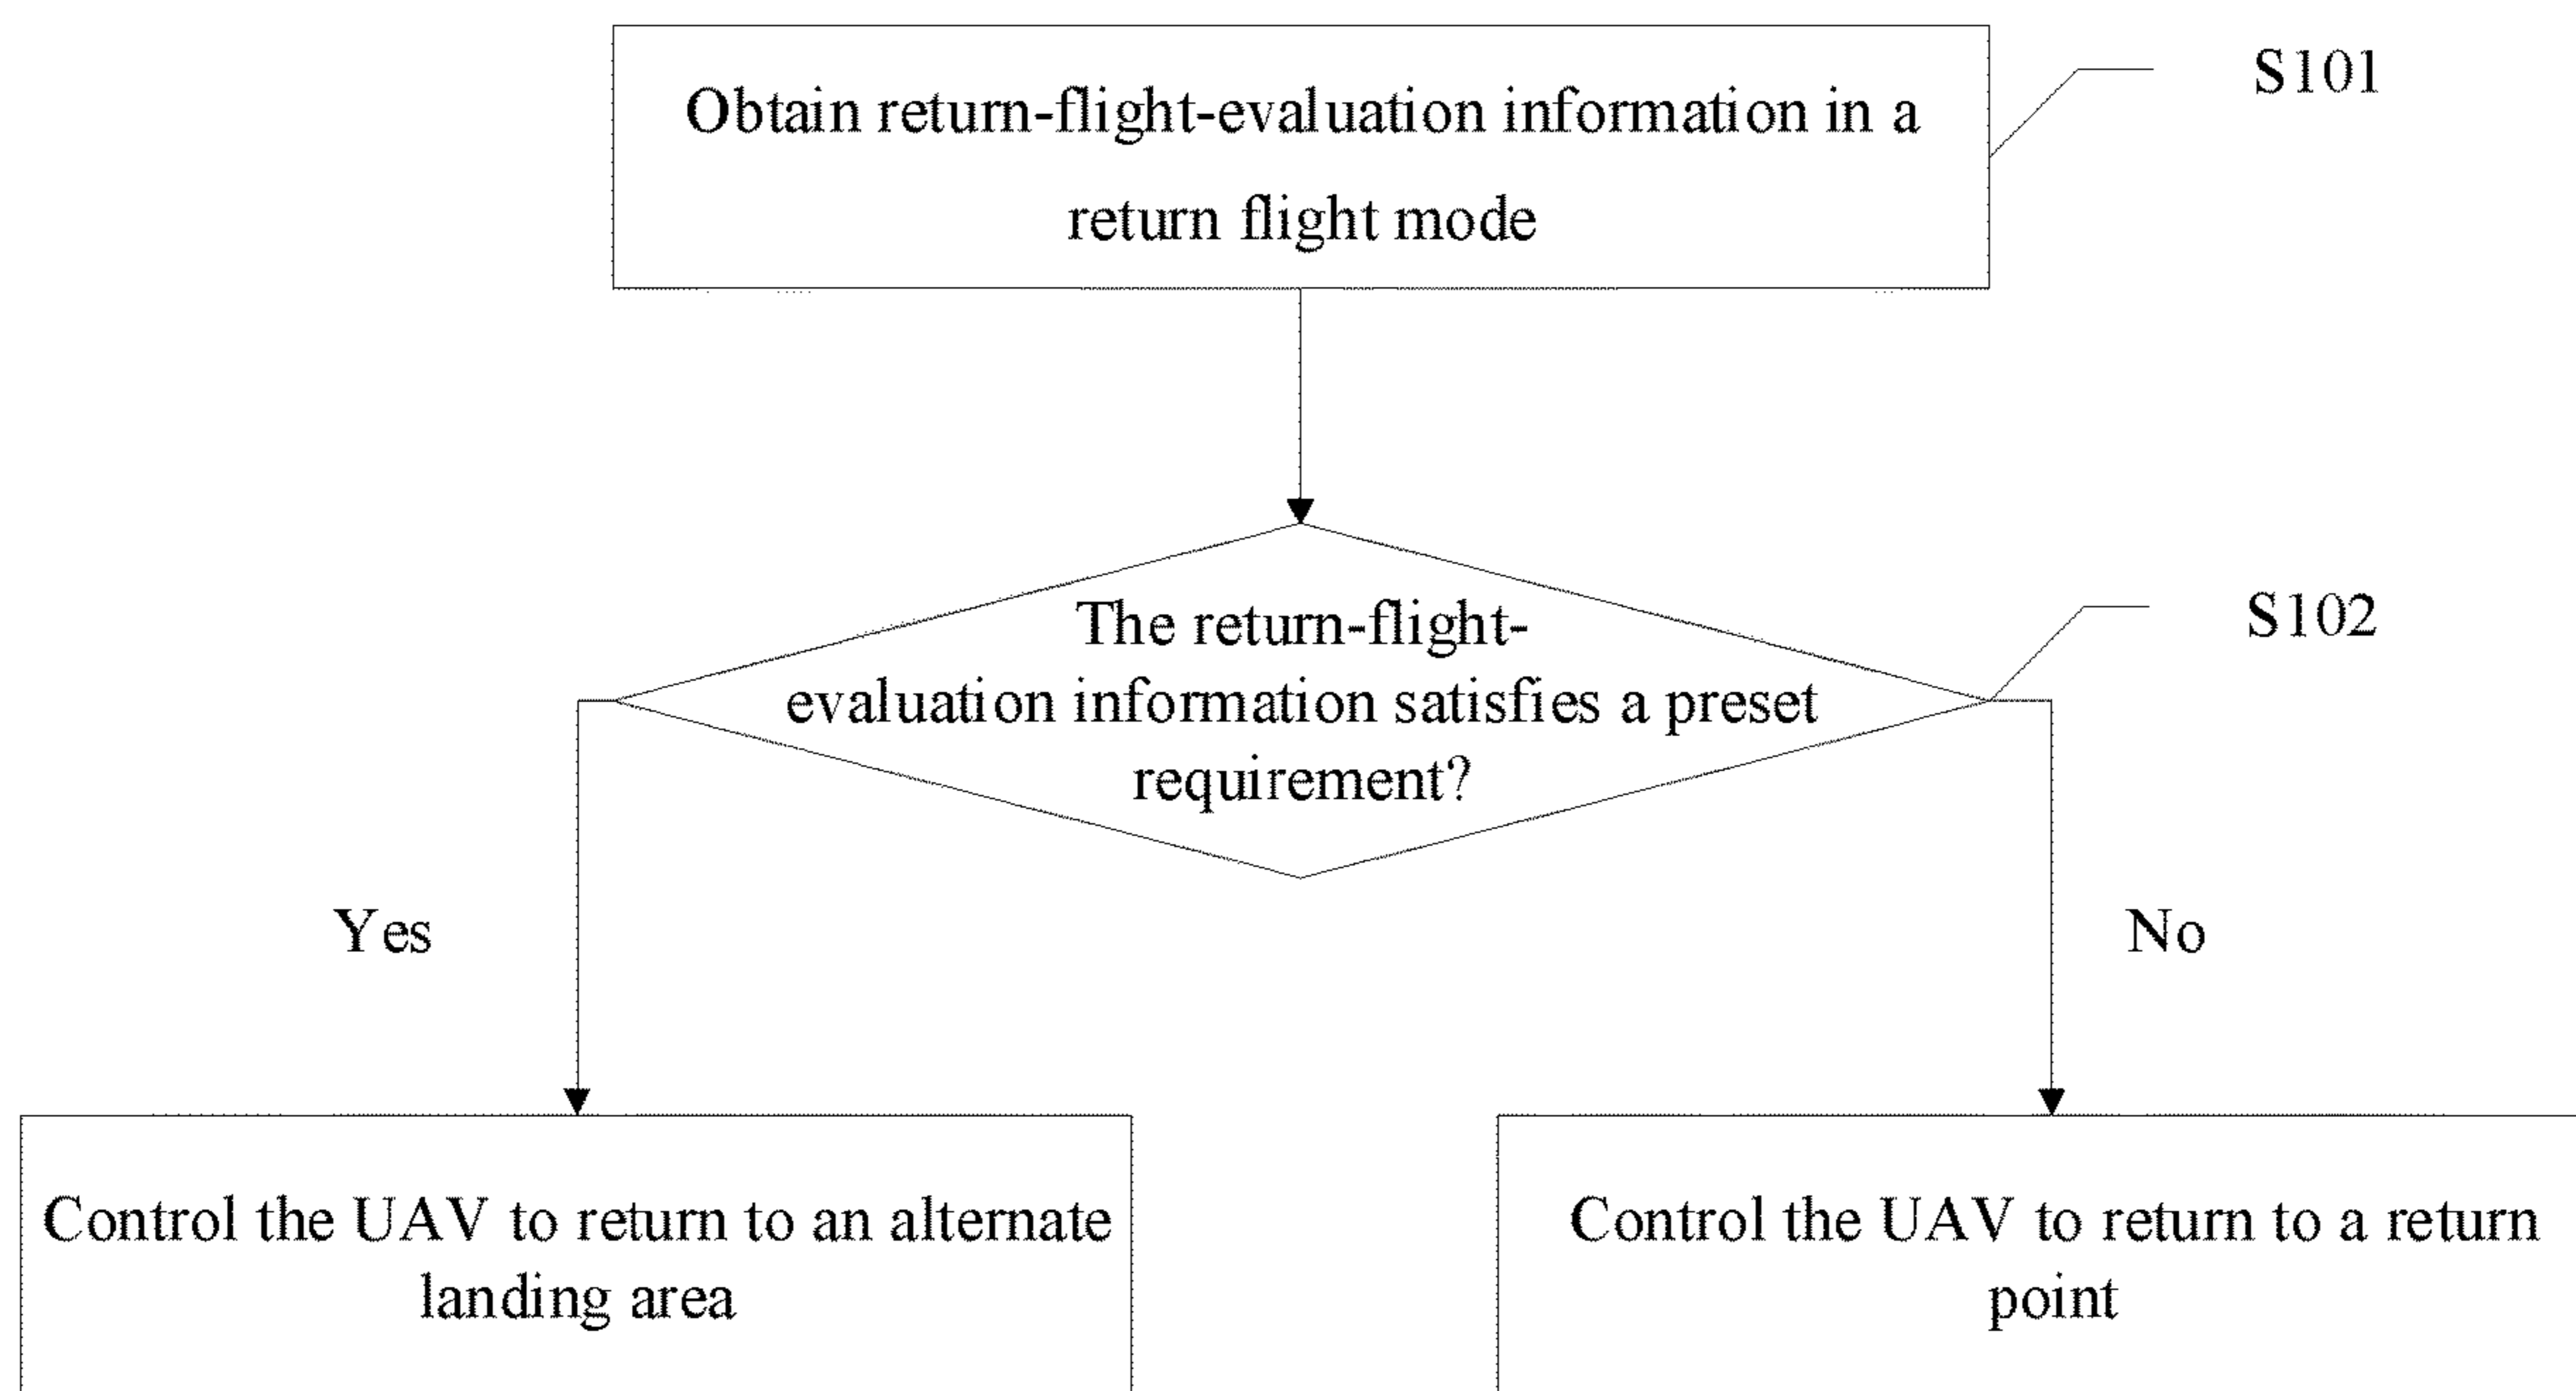 Obtain return-flight-evaluation information in a
return flight mode
S101
The return-flight-
evaluation information satisfies a preset
requirement?
S102
Yes
No
Control the UAV to return to an alternate
landing area
Control the UAV to return to a return
point